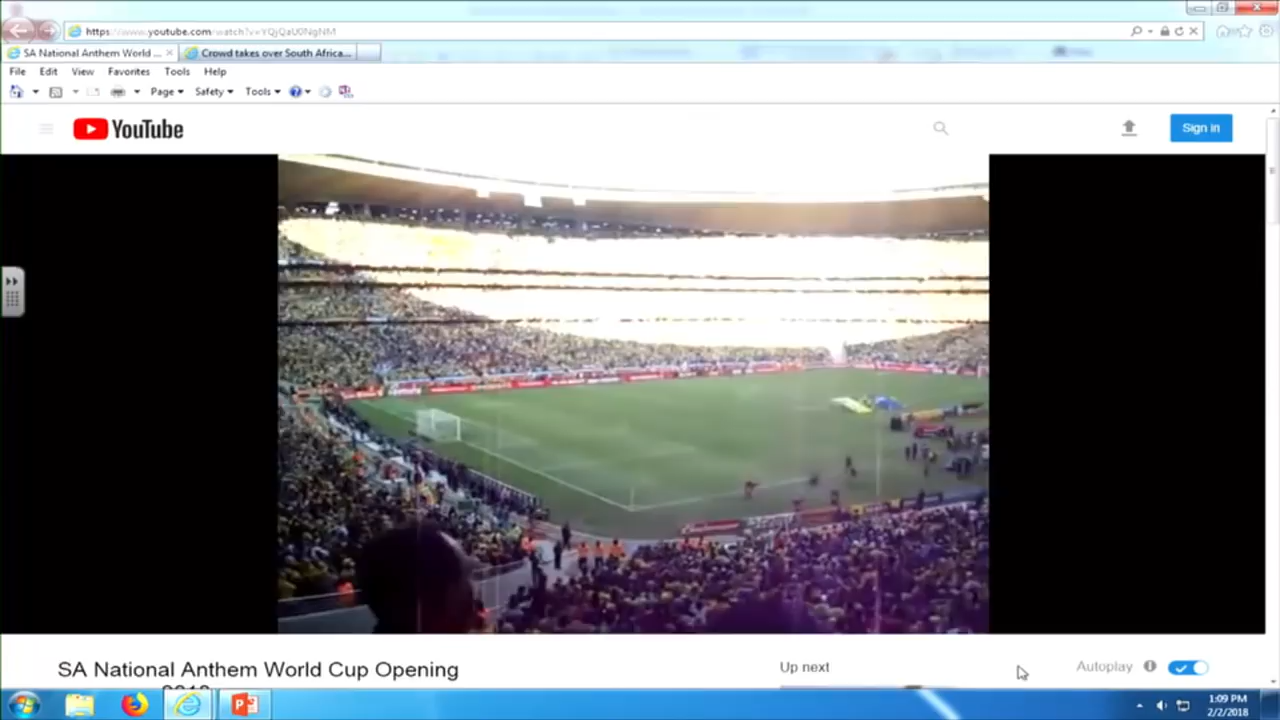 https://www.youtube.com/watch?v=YQjQaU0NgNM
SA National Anthem World ...
Crowd takes over South Africa...
File Edit View Favorites Tools Help
Page Safety Tools
YouTube
Sign in
SA National Anthem World Cup Opening
Up next
Autoplay
1:09 PM
2/2/2018